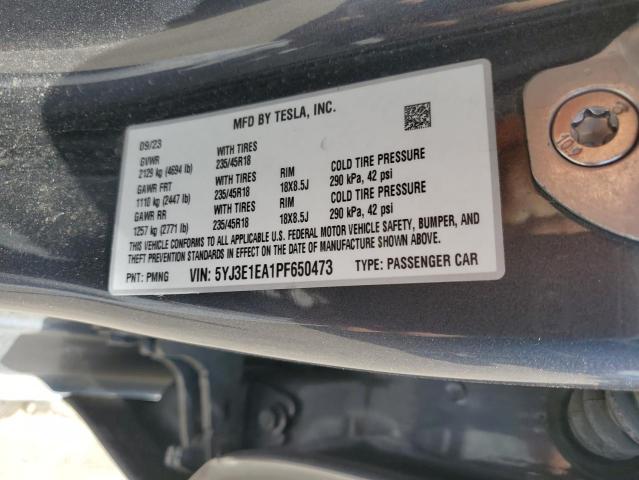 MFD BY TESLA, INC.
09/23
GVWR WITH TIRES
2129 kg (4694 lb) 235/45R18 RIM COLD TIRE PRESSURE
GAWR FRT WITH TIRES 18X8.5J 290 kPa, 42 psi
1110 kg (2447 lb) 235/45R18 RIM COLD TIRE PRESSURE
GAWR RR WITH TIRES 18X8.5J 290 kPa, 42 psi
1257 kg (2771 lb) 235/45R18
THIS VEHICLE CONFORMS TO ALL APPLICABLE U.S. FEDERAL MOTOR VEHICLE SAFETY, BUMPER, AND
THEFT PREVENTION STANDARDS IN EFFECT ON THE DATE OF MANUFACTURE SHOWN ABOVE.
PNT: PMNG VIN: 5YJ3E1EA1PF650473 TYPE: PASSENGER CAR
10.9